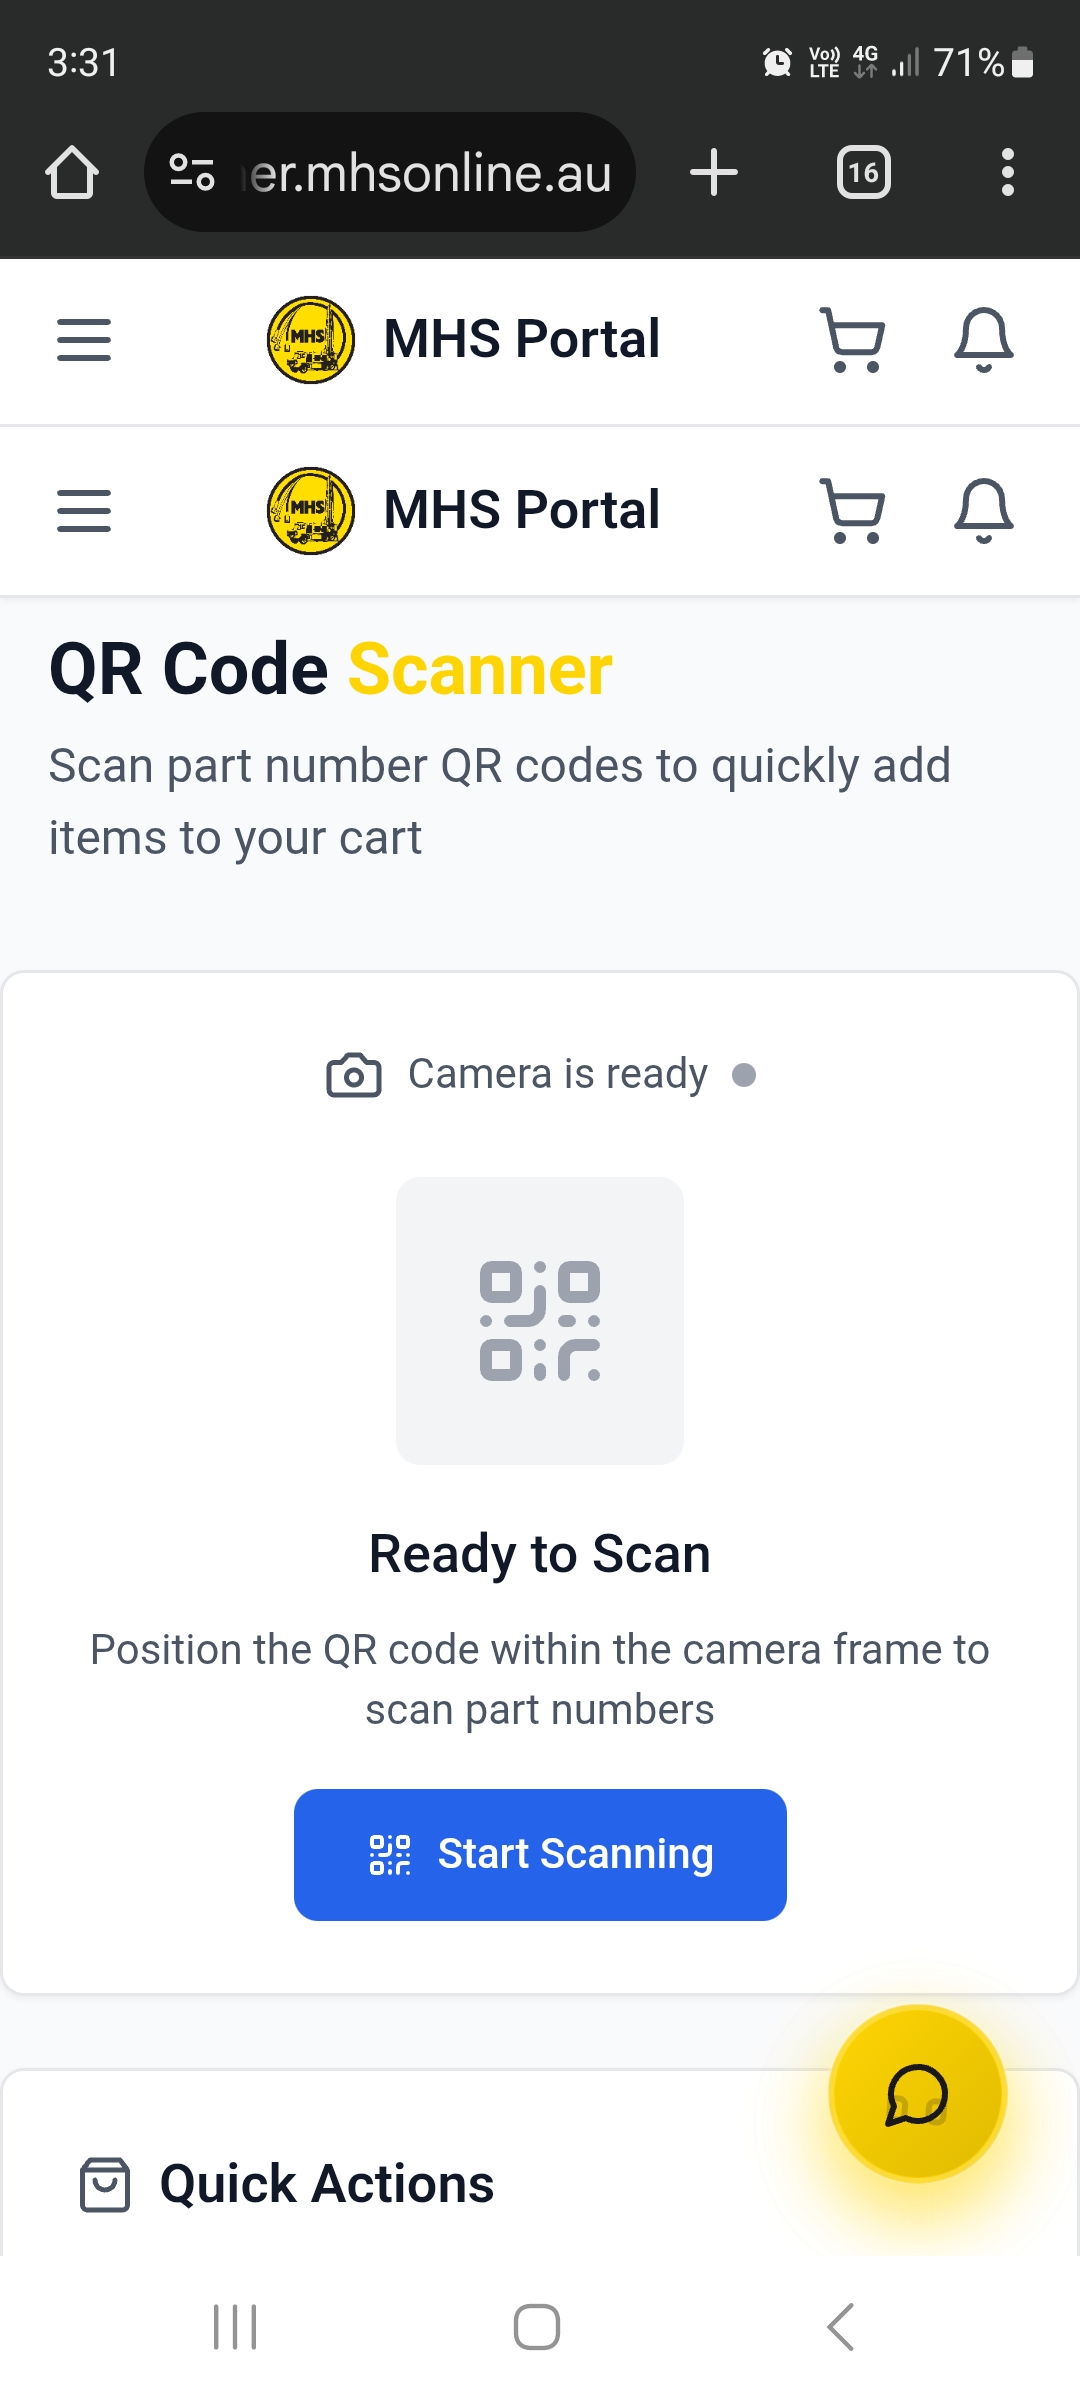 3:31
Vo)) LTE 4G 71%
er.mhsonline.au
16
MHS MHS Portal
MHS MHS Portal
QR Code Scanner
Scan part number QR codes to quickly add
items to your cart
Camera is ready
Ready to Scan
Position the QR code within the camera frame to
scan part numbers
Start Scanning
Quick Actions